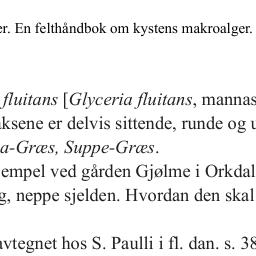 er. En felthåndbok om kystens makroalger.
fluitans [Glyceria fluitans, mannas
ksene er delvis sittende, runde og u
a-Græs, Suppe-Græs.
empel ved gården Gjølme i Orkdal
g, neppe sjelden. Hvordan den skal
avtegnet hos S. Paulli i fl. dan. s. 38